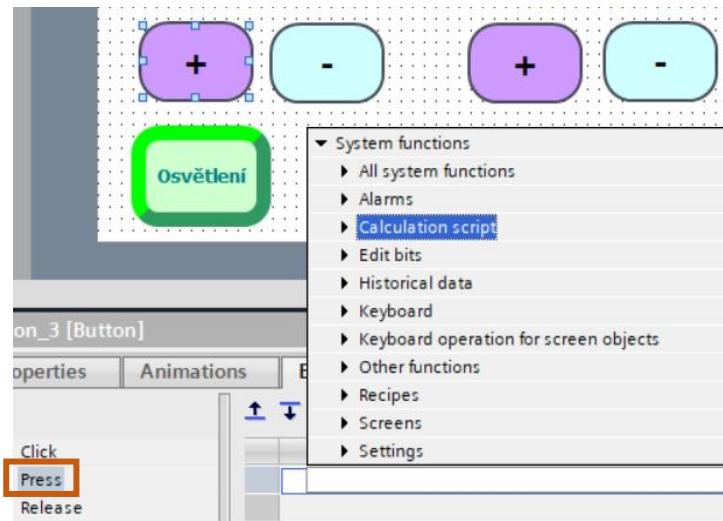 + - + -
Osvětlení
System functions
All system functions
Alarms
Calculation script
Edit bits
Historical data
Keyboard
Keyboard operation for screen objects
Other functions
Recipes
Screens
Settings
on_3 [Button]
operties Animations E
Click
Press
Release